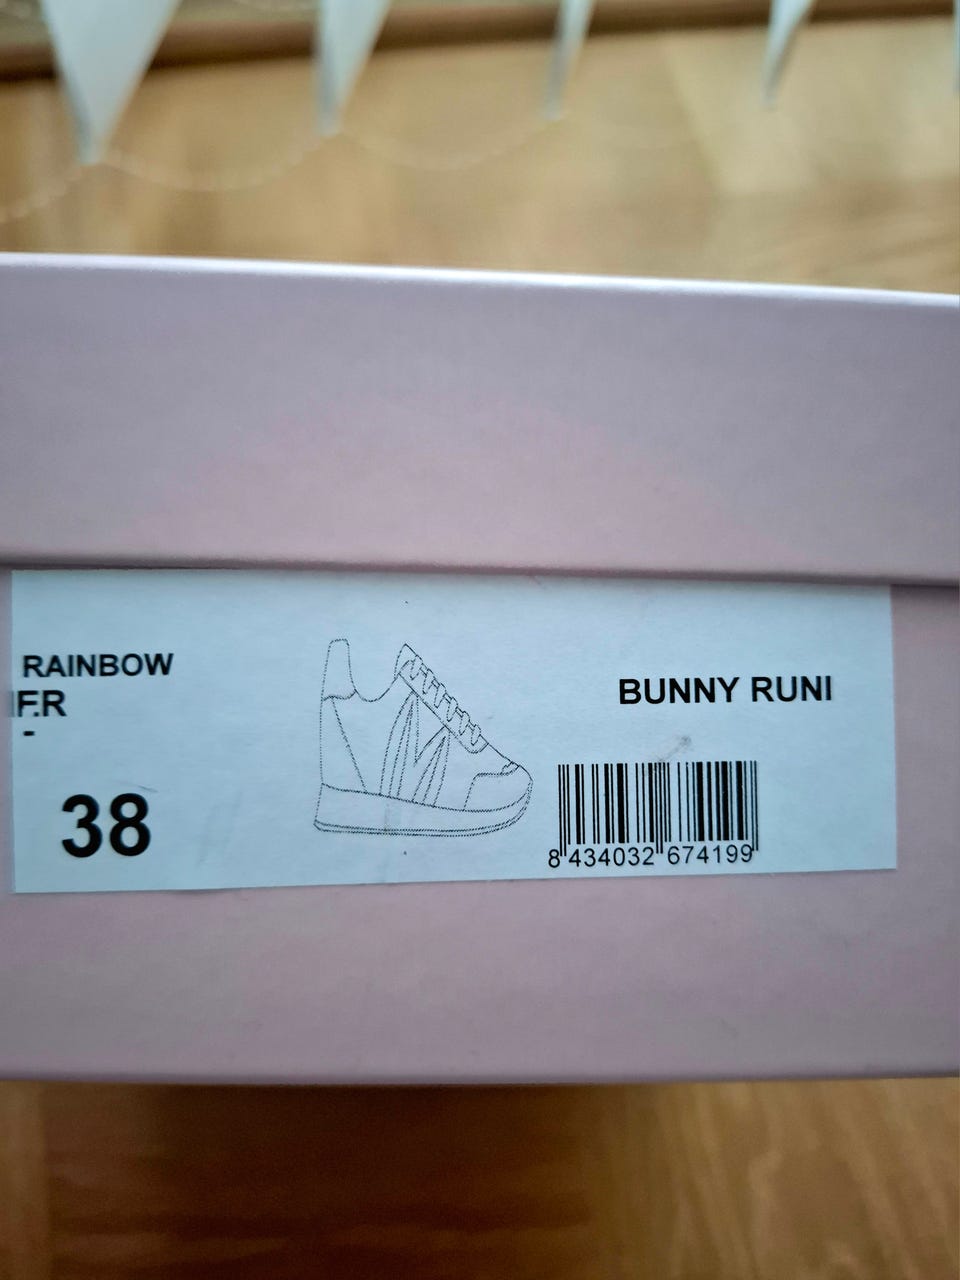 RAINBOW
F.R
-
38
BUNNY RUNI
8 434032 674199